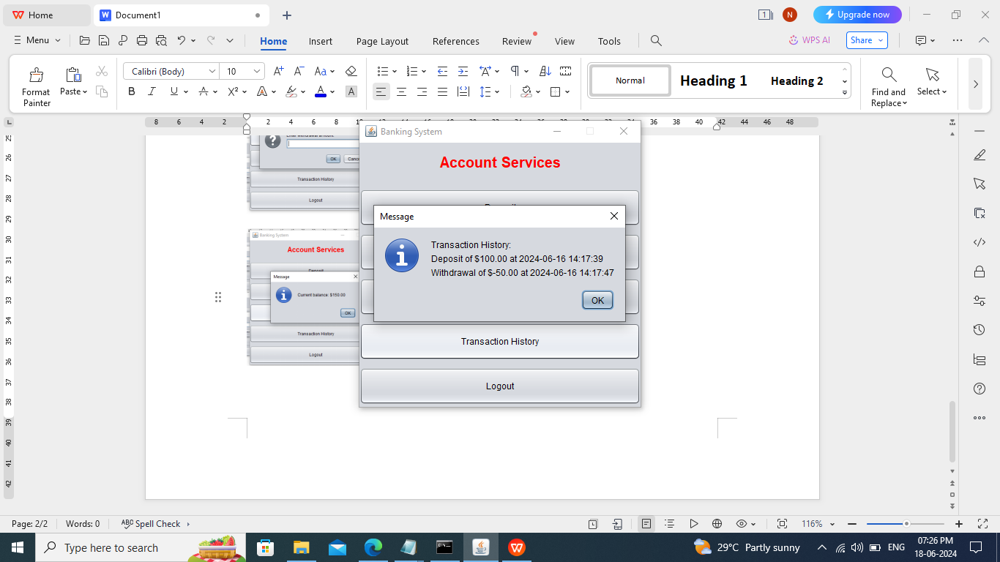 Home
Document1
1
N
Upgrade now
Menu
Home
Insert
Page Layout
References
Review
View
Tools
WPS AI
Share
Format Painter
Paste
Calibri (Body)
10
Normal
Heading 1
Heading 2
Find and Replace
Select
8 6 4 2 2 4 6 8 10 36 38 40 42 44 46 48
25
26
27
28
29
30
31
32
33
34
35
36
37
38
39
40
41
42
OK
Transaction History
Logout
Banking System
Account Services
Message
Current balance: $150.00
OK
Transaction History
Logout
Banking System
Account Services
Message
Transaction History:
Deposit of $100.00 at 2024-06-16 14:17:39
Withdrawal of $-50.00 at 2024-06-16 14:17:47
OK
Transaction History
Logout
Page: 2/2
Words: 0
Spell Check
116%
Type here to search
29°C Partly sunny
ENG
07:26 PM
18-06-2024